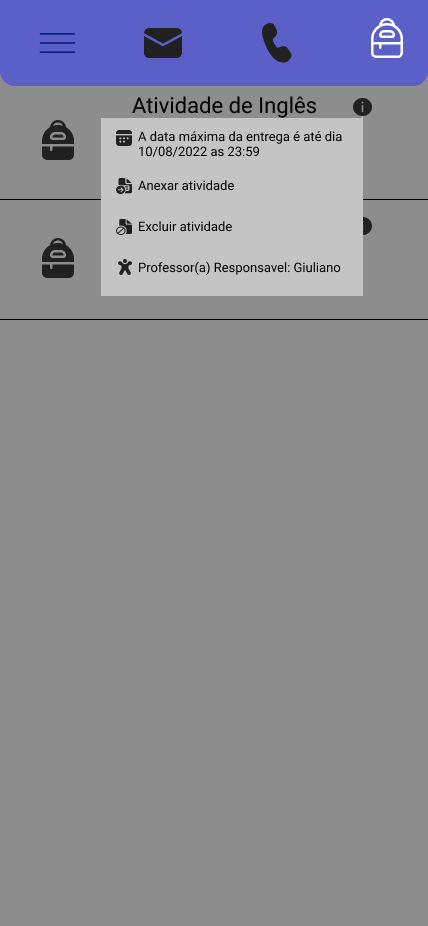 Atividade de Inglês
A data máxima da entrega é até dia
10/08/2022 as 23:59
Anexar atividade
Excluir atividade
Professor(a) Responsavel: Giuliano